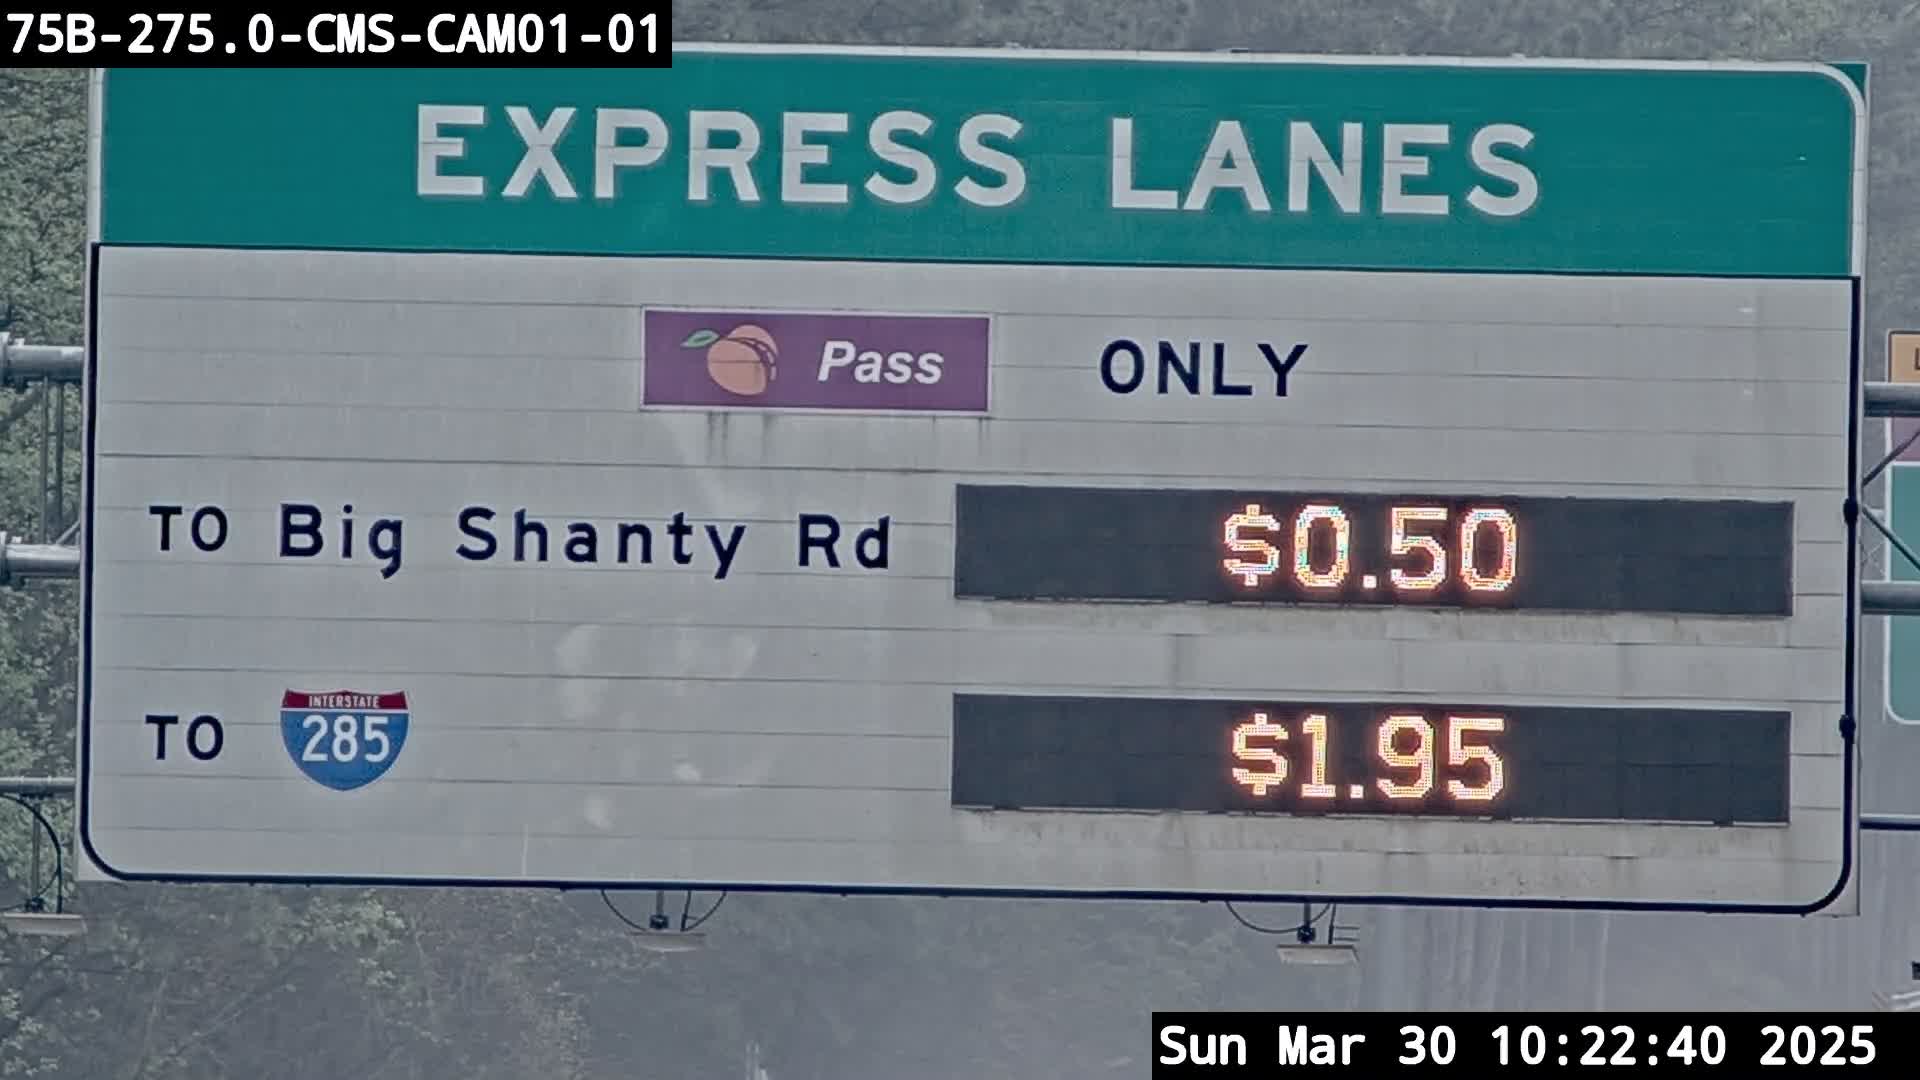 75B-275.0-CMS-CAM01-01
EXPRESS LANES
Pass ONLY
TO Big Shanty Rd $0.50
TO INTERSTATE 285 $1.95
Sun Mar 30 10:22:40 2025